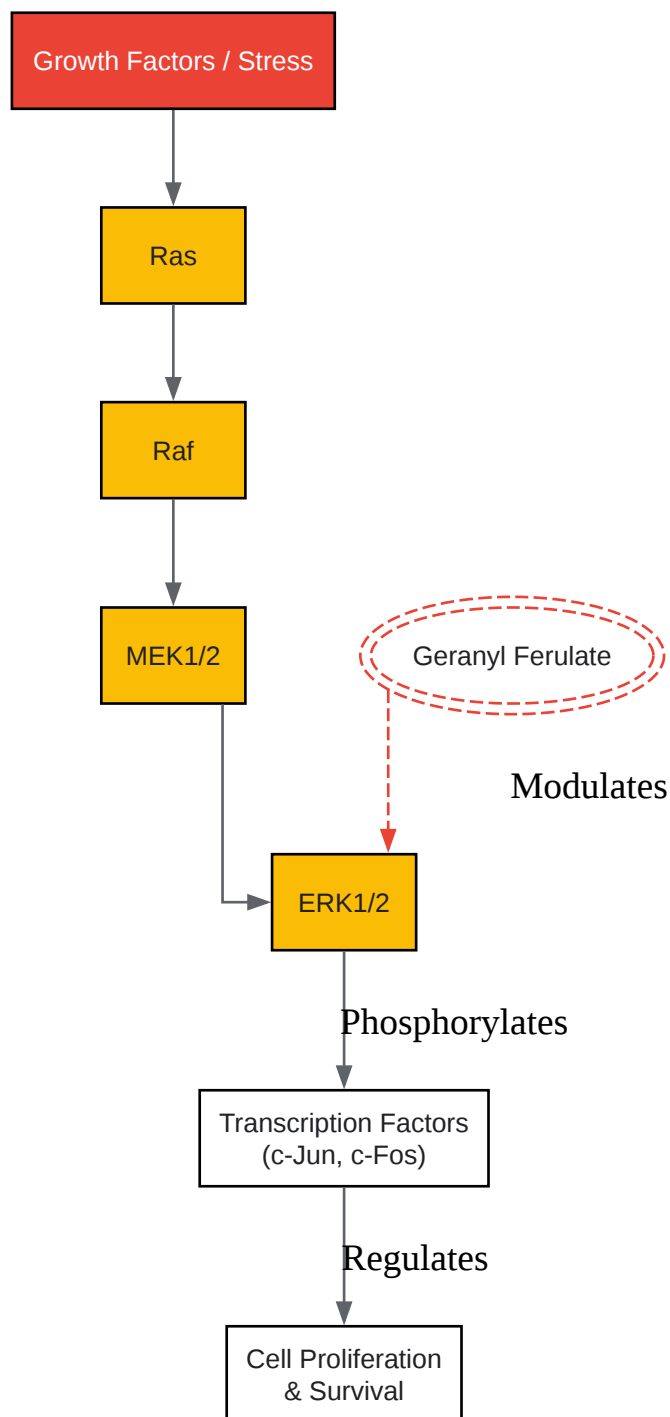 Growth Factors / Stress
Ras
Raf
MEK1/2
Geranyl Ferulate
Modulates
ERK1/2
Phosphorylates
Transcription Factors
(c-Jun, c-Fos)
Regulates
Cell Proliferation
& Survival